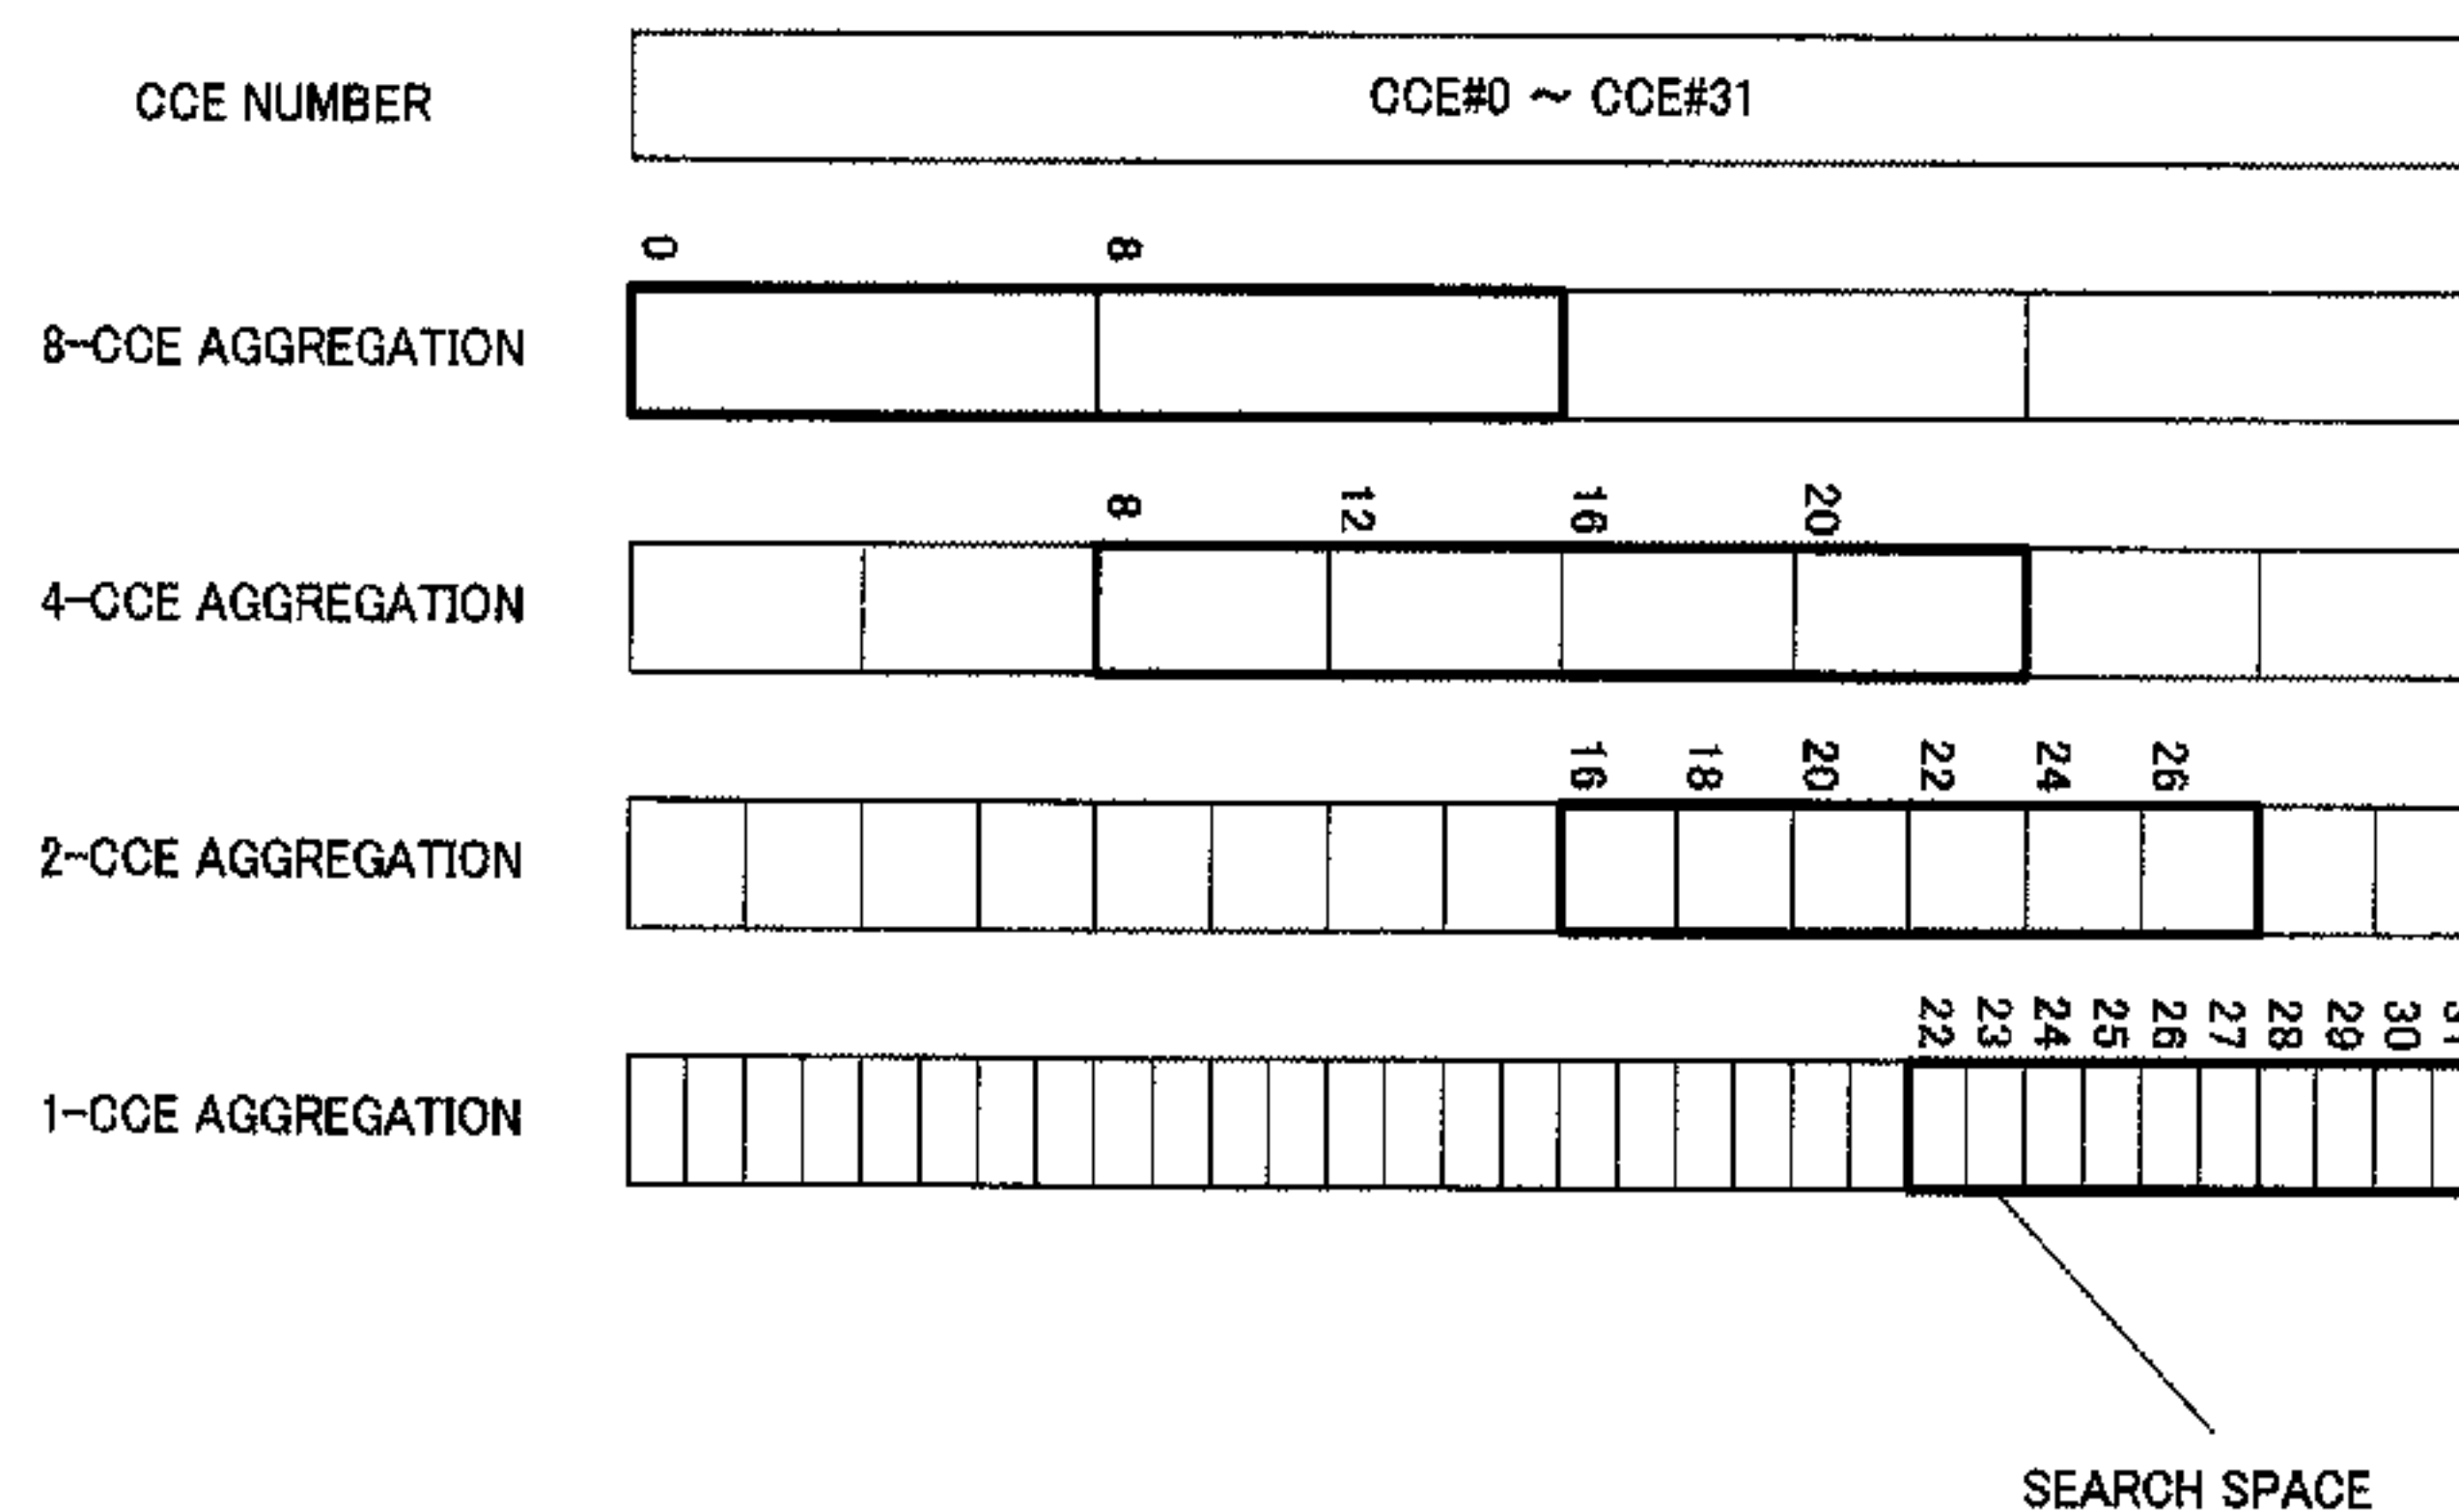 CCE NUMBER
CCE#0 ~ CCE#31
0 8
8-CCE AGGREGATION
8 12 16 20
4-CCE AGGREGATION
16 18 20 22 24 26
2-CCE AGGREGATION
22 23 24 25 26 27 28 29 30 31
1-CCE AGGREGATION
SEARCH SPACE